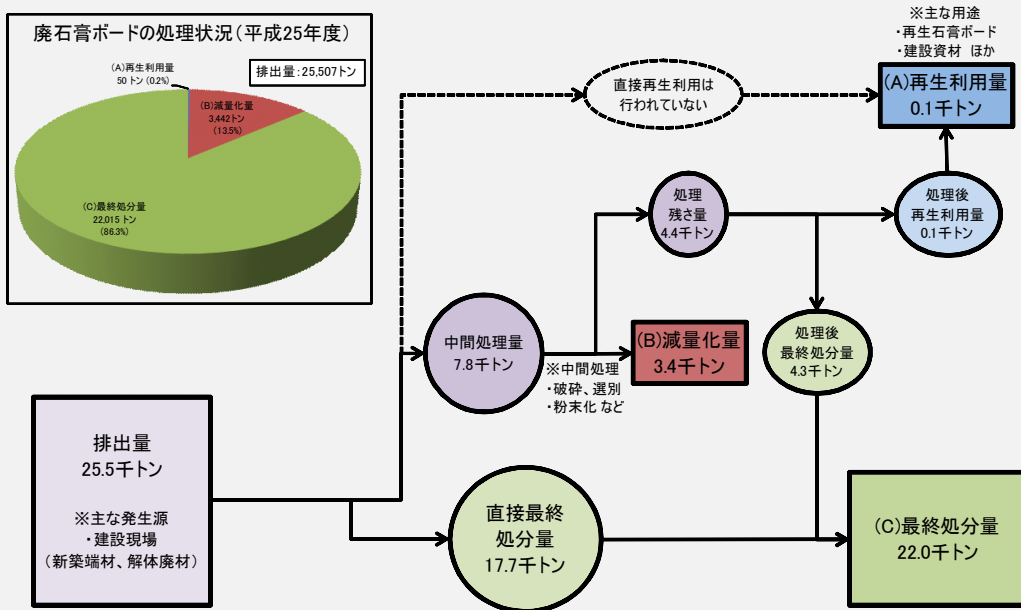 廃石膏ボードの処理状況(平成25年度)
(A)再生利用量
50 トン (0.2%)
排出量:25,507トン
(B)減量化量
3,442トン
(13.5%)
(C)最終処分量
22,015 トン
(86.3%)
※主な用途
・再生石膏ボード
・建設資材 ほか
直接再生利用は
行われていない
(A)再生利用量
0.1千トン
処理
残さ量
4.4千トン
処理後
再生利用量
0.1千トン
中間処理量
7.8千トン
※中間処理
・破砕、選別
・粉末化 など
(B)減量化量
3.4千トン
処理後
最終処分量
4.3千トン
排出量
25.5千トン
※主な発生源
・建設現場
(新築端材、解体廃材)
直接最終
処分量
17.7千トン
(C)最終処分量
22.0千トン